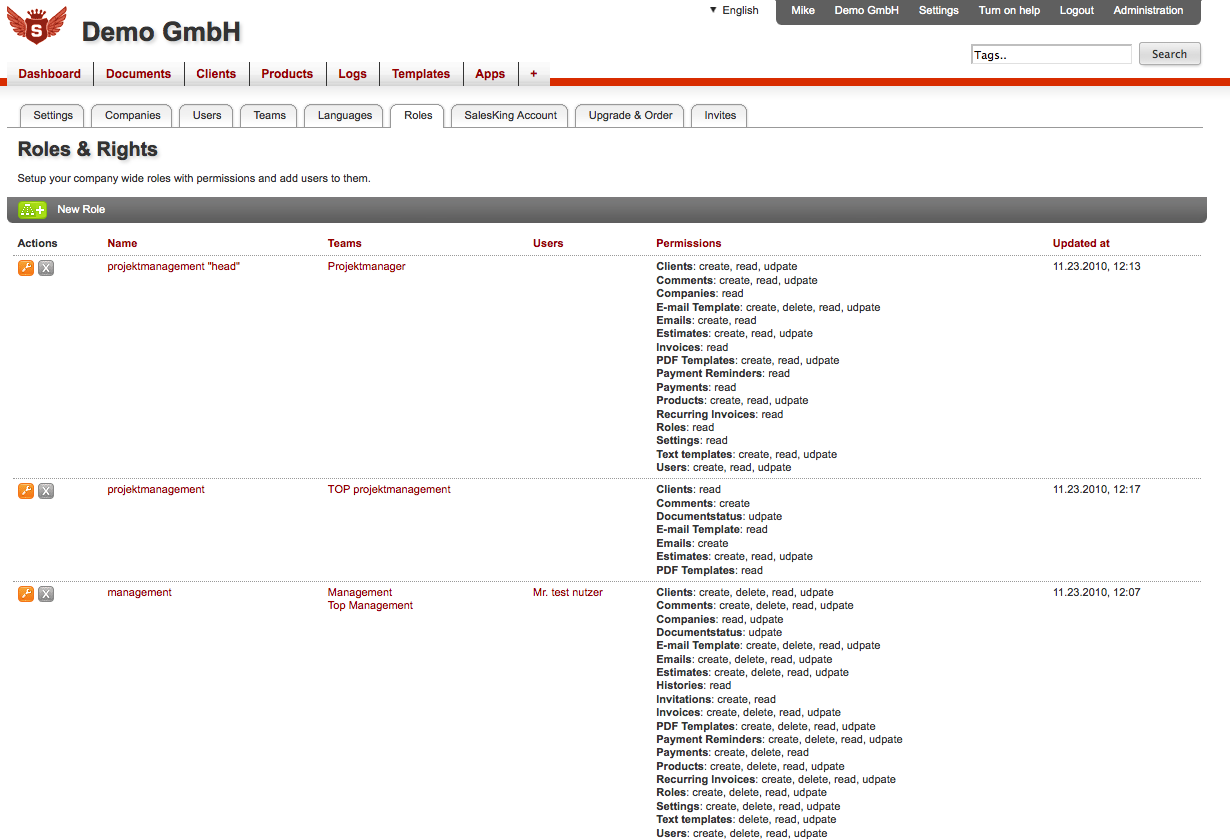 ▼ English
Mike Demo GmbH Settings Turn on help Logout Administration
S
Demo GmbH
Tags.. Search
Dashboard Documents Clients Products Logs Templates Apps +
Settings Companies Users Teams Languages Roles SalesKing Account Upgrade & Order Invites
Roles & Rights
Setup your company wide roles with permissions and add users to them.
New Role
Actions Name Teams Users Permissions Updated at
X projektmanagement "head" Projektmanager Clients: create, read, udpate 11.23.2010, 12:13
Comments: create, read, udpate
Companies: read
E-mail Template: create, delete, read, udpate
Emails: create, read
Estimates: create, read, udpate
Invoices: read
PDF Templates: create, read, udpate
Payment Reminders: read
Payments: read
Products: create, read, udpate
Recurring Invoices: read
Roles: read
Settings: read
Text templates: create, read, udpate
Users: create, read, udpate
X projektmanagement TOP projektmanagement Clients: read 11.23.2010, 12:17
Comments: create
Documentstatus: udpate
E-mail Template: read
Emails: create
Estimates: create, read, udpate
PDF Templates: read
X management Management Mr. test nutzer Clients: create, delete, read, udpate 11.23.2010, 12:07
Top Management Comments: create, delete, read, udpate
Companies: read, udpate
Documentstatus: udpate
E-mail Template: create, delete, read, udpate
Emails: create, delete, read, udpate
Estimates: create, delete, read, udpate
Histories: read
Invitations: create, read
Invoices: create, delete, read, udpate
PDF Templates: create, delete, read, udpate
Payment Reminders: create, delete, read, udpate
Payments: create, delete, read
Products: create, delete, read, udpate
Recurring Invoices: create, delete, read, udpate
Roles: create, delete, read, udpate
Settings: create, delete, read, udpate
Text templates: delete, read, udpate
Users: create, delete, read, udpate